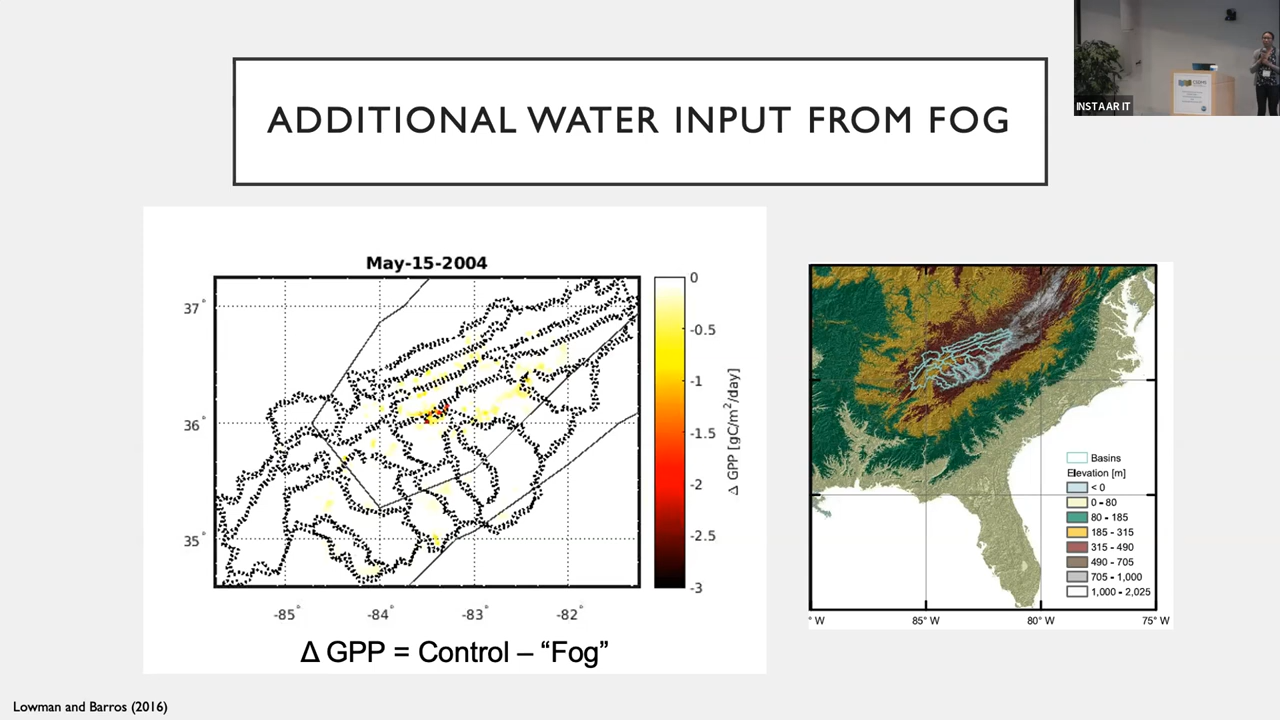 INSTAAR IT
ADDITIONAL WATER INPUT FROM FOG
May-15-2004
37°
36°
35°
-85°
-84°
-83°
-82°
0
-0.5
-1
-1.5
-2
-2.5
-3
Δ GPP [gC/m²/day]
Δ GPP = Control – “Fog”
Basins
Elevation [m]
< 0
0 - 80
80 - 185
185 - 315
315 - 490
490 - 705
705 - 1,000
1,000 - 2,025
° W
85° W
80° W
75° W
Lowman and Barros (2016)